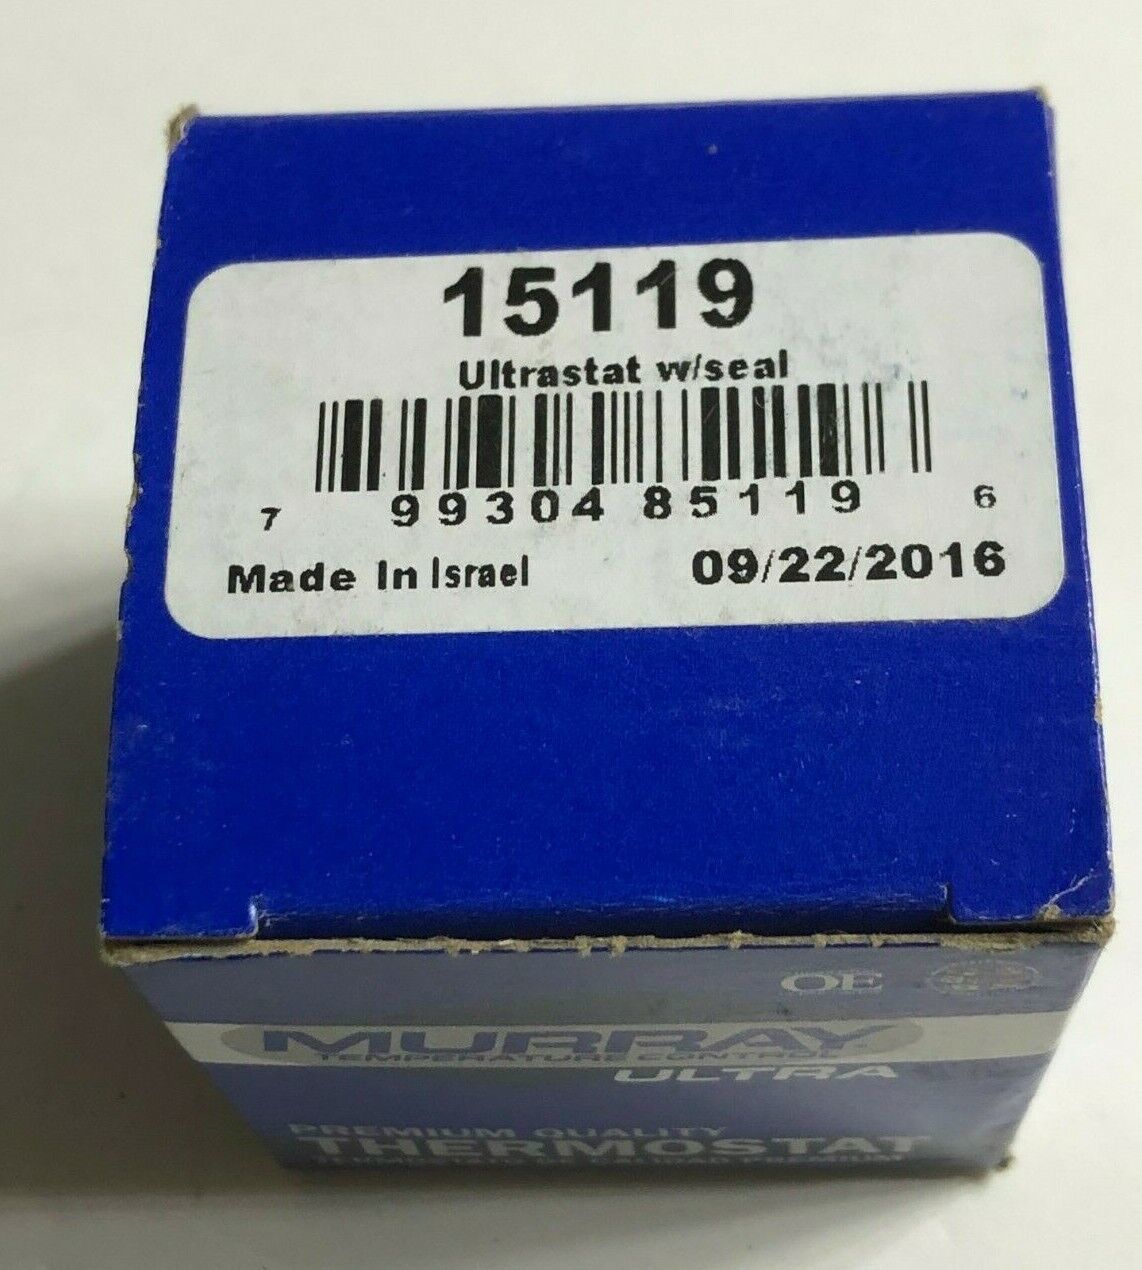 15119
Ultrastat w/seal
7 99304 85119 6
Made In Israel 09/22/2016
OE
MURRAY
TEMPERATURE CONTROL
ULTRA
PREMIUM QUALITY
THERMOSTAT